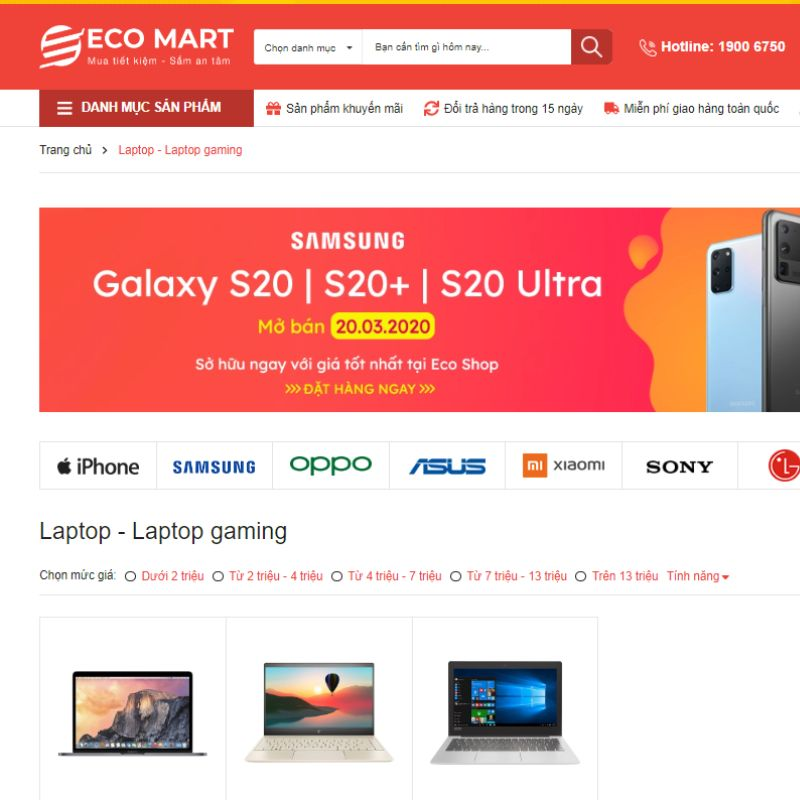 ECO MART
Mua tiết kiệm - Sắm an tâm
Chọn danh mục
Bạn cần tìm gì hôm nay...
Hotline: 1900 6750
DANH MỤC SẢN PHẨM
Sản phẩm khuyến mãi
Đổi trả hàng trong 15 ngày
Miễn phí giao hàng toàn quốc
Trang chủ > Laptop - Laptop gaming
SAMSUNG
Galaxy S20 | S20+ | S20 Ultra
Mở bán 20.03.2020
Sở hữu ngay với giá tốt nhất tại Eco Shop
>>> ĐẶT HÀNG NGAY >>>
iPhone
SAMSUNG
oppo
ASUS
mi xiaomi
SONY
LG
Laptop - Laptop gaming
Chọn mức giá: Dưới 2 triệu Từ 2 triệu - 4 triệu Từ 4 triệu - 7 triệu Từ 7 triệu - 13 triệu Trên 13 triệu Tính năng